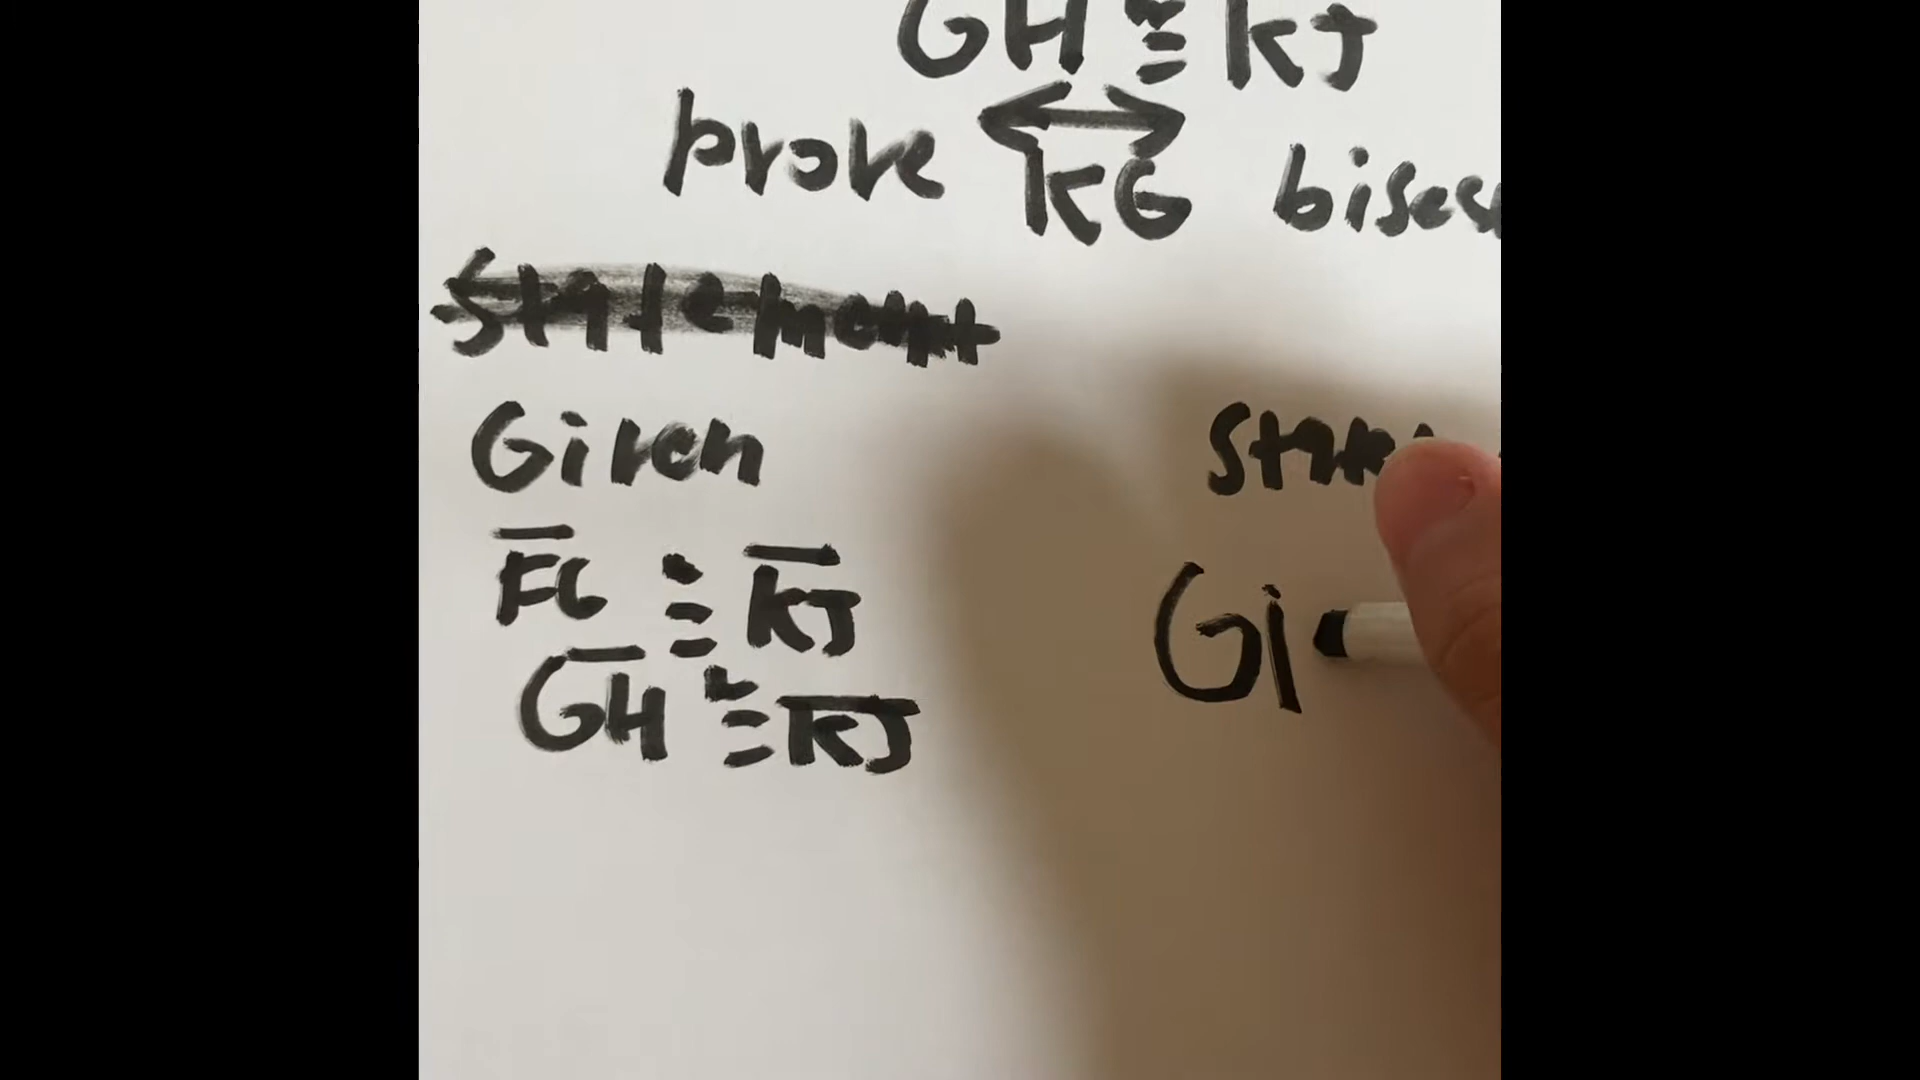 GH ≅ KJ
prove KG bisec
Statement
Given
FG ≅ KJ
GH ≅ KJ
Gi